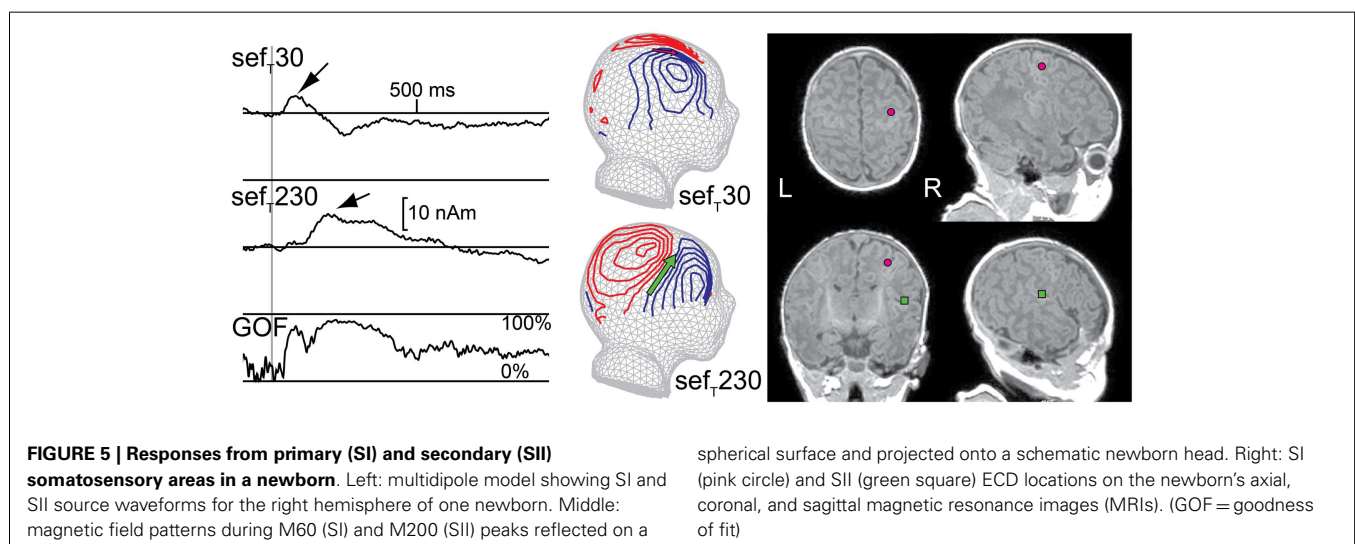 sef_T30
500 ms
sef_T230
10 nAm
GOF
100%
0%
sef_T30
sef_T230
L
R
FIGURE 5 | Responses from primary (SI) and secondary (SII)
somatosensory areas in a newborn. Left: multidipole model showing SI and
SII source waveforms for the right hemisphere of one newborn. Middle:
magnetic field patterns during M60 (SI) and M200 (SII) peaks reflected on a
spherical surface and projected onto a schematic newborn head. Right: SI
(pink circle) and SII (green square) ECD locations on the newborn's axial,
coronal, and sagittal magnetic resonance images (MRIs). (GOF = goodness
of fit)